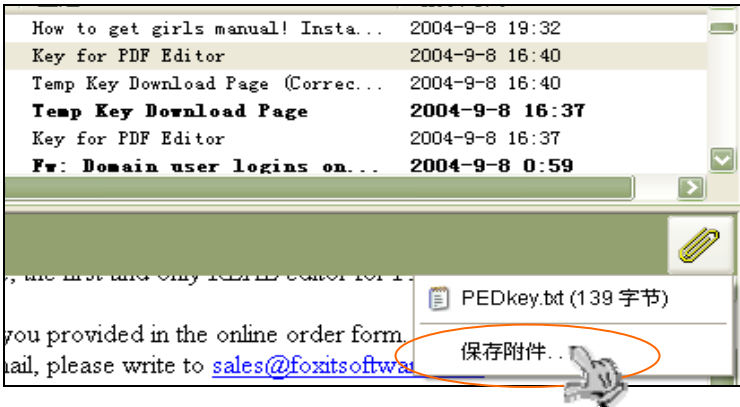 How to get girls manual! Insta... 2004-9-8 19:32
Key for PDF Editor 2004-9-8 16:40
Temp Key Download Page (Correc... 2004-9-8 16:40
Temp Key Download Page 2004-9-8 16:37
Key for PDF Editor 2004-9-8 16:37
Fw: Domain user logins on... 2004-9-8 0:59
PEDkey.txt (139 字节)
保存附件...
you provided in the online order form.
ail, please write to sales@foxitsoftwa